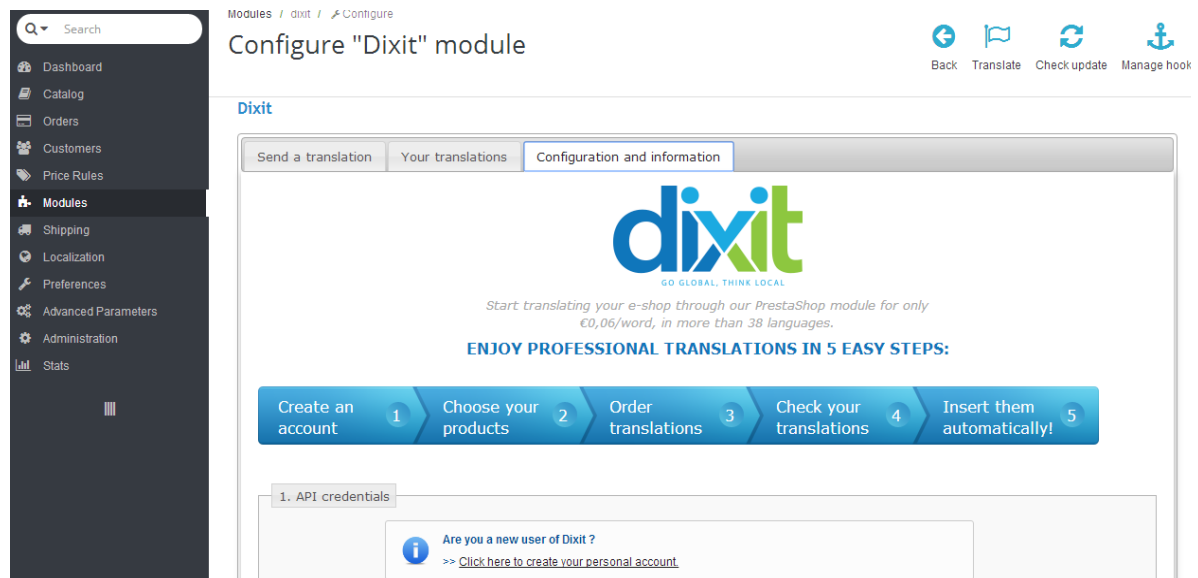 Modules / dixit / Configure
Configure "Dixit" module
Back
Translate
Check update
Manage hook
Search
Dashboard
Catalog
Orders
Customers
Price Rules
Modules
Shipping
Localization
Preferences
Advanced Parameters
Administration
Stats
Dixit
Send a translation
Your translations
Configuration and information
dixit
GO GLOBAL, THINK LOCAL
Start translating your e-shop through our PrestaShop module for only
€0,06/word, in more than 38 languages.
ENJOY PROFESSIONAL TRANSLATIONS IN 5 EASY STEPS:
Create an
account
1
Choose your
products
2
Order
translations
3
Check your
translations
4
Insert them
automatically!
5
1. API credentials
Are you a new user of Dixit ?
>> Click here to create your personal account.